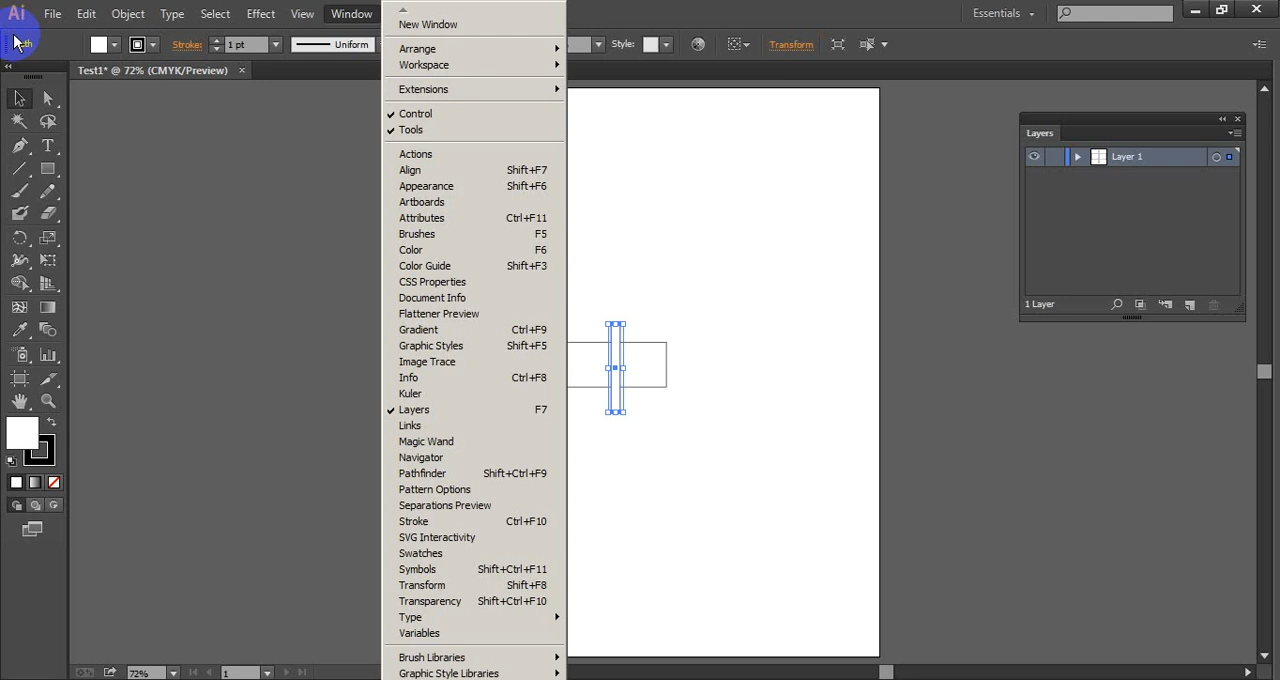 Ai File Edit Object Type Select Effect View Window Essentials
Stroke: 1 pt Uniform Style: Transform
Test1* @ 72% (CMYK/Preview)
New Window
Arrange
Workspace
Extensions
Control
Tools
Actions
Align Shift+F7
Appearance Shift+F6
Artboards
Attributes Ctrl+F11
Brushes F5
Color F6
Color Guide Shift+F3
CSS Properties
Document Info
Flattener Preview
Gradient Ctrl+F9
Graphic Styles Shift+F5
Image Trace
Info Ctrl+F8
Kuler
Layers F7
Links
Magic Wand
Navigator
Pathfinder Shift+Ctrl+F9
Pattern Options
Separations Preview
Stroke Ctrl+F10
SVG Interactivity
Swatches
Symbols Shift+Ctrl+F11
Transform Shift+F8
Transparency Shift+Ctrl+F10
Type
Variables
Brush Libraries
Graphic Style Libraries
Layers
Layer 1
1 Layer
72% 1